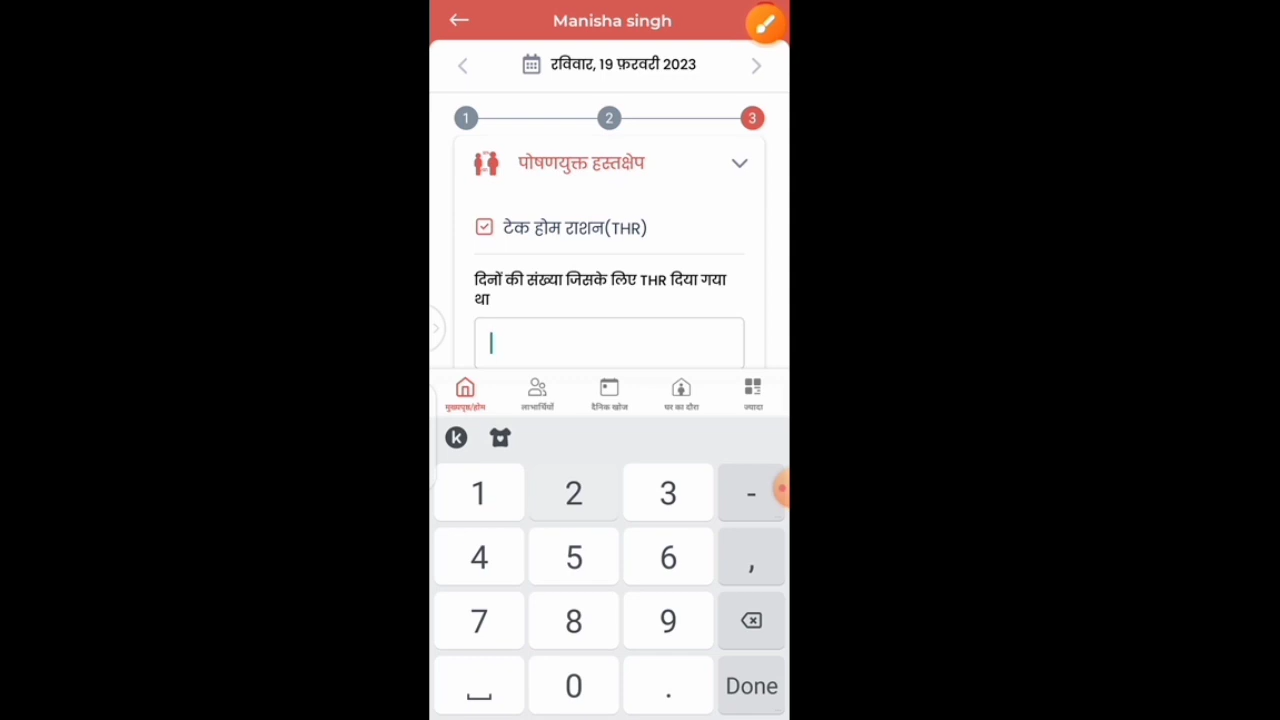 Manisha singh
रविवार, 19 फ़रवरी 2023
1 2 3
पोषणयुक्त हस्तक्षेप
टेक होम राशन(THR)
दिनों की संख्या जिसके लिए THR दिया गया
था
मुख्यपृष्ठ/होम लाभार्थियों दैनिक खोज घर का दौरा ज्यादा
k
1 2 3 -
4 5 6 ,
7 8 9
0 . Done